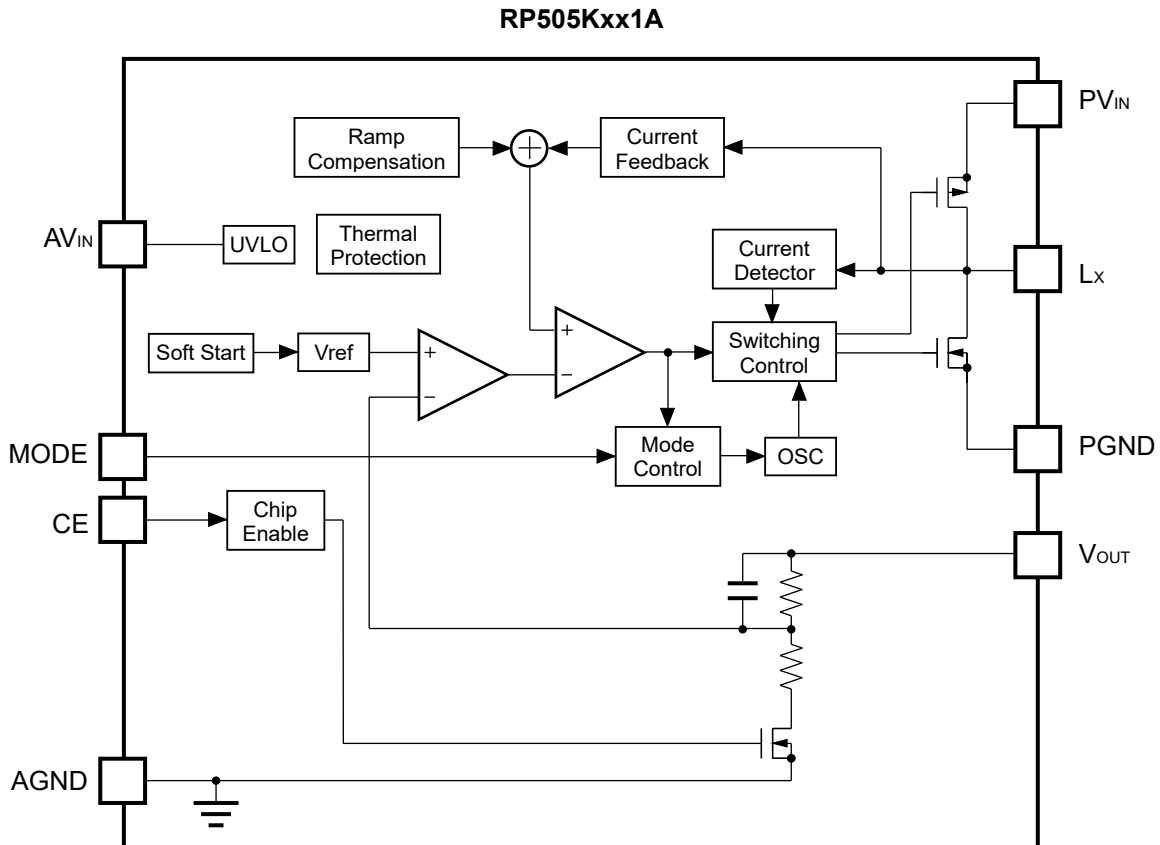 RP505Kxx1A
PVIN
Ramp
Compensation
Current
Feedback
AVIN
UVLO
Thermal
Protection
Current
Detector
LX
Soft Start
Vref
+
−
+
−
Switching
Control
MODE
Mode
Control
OSC
PGND
CE
Chip
Enable
VOUT
AGND